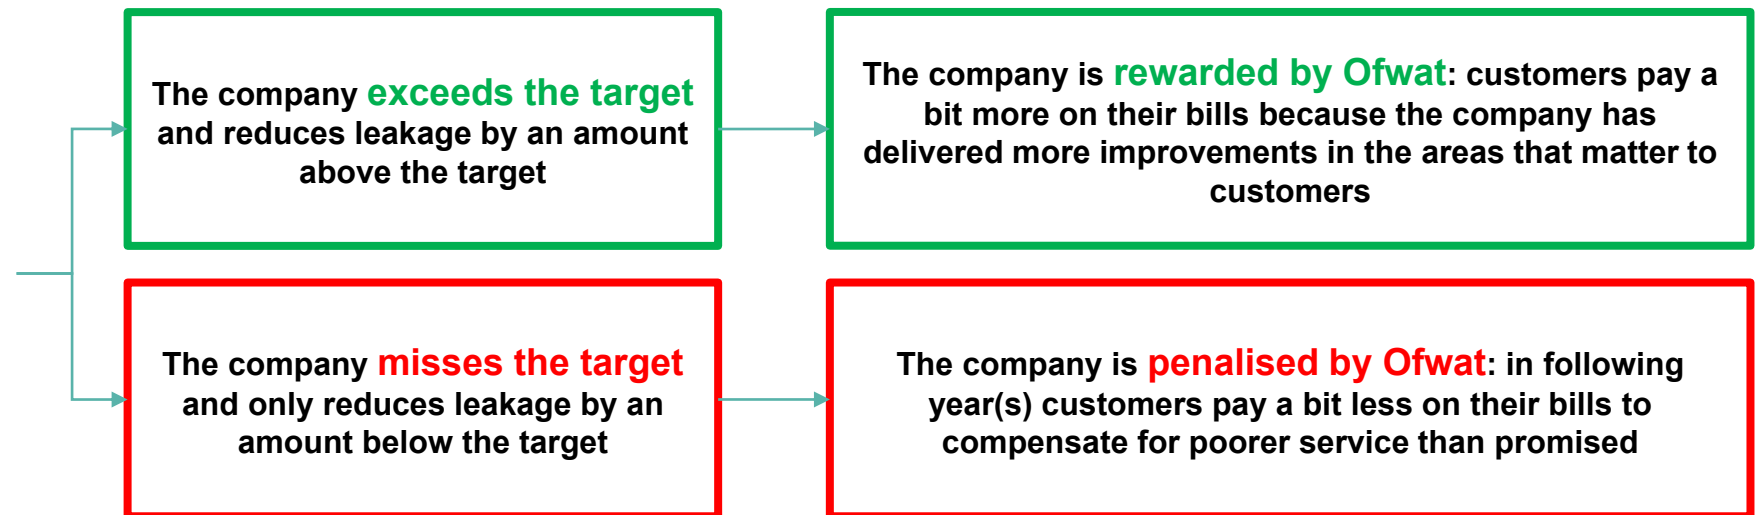 The company exceeds the target
and reduces leakage by an amount
above the target
The company is rewarded by Ofwat: customers pay a
bit more on their bills because the company has
delivered more improvements in the areas that matter to
customers
The company misses the target
and only reduces leakage by an
amount below the target
The company is penalised by Ofwat: in following
year(s) customers pay a bit less on their bills to
compensate for poorer service than promised